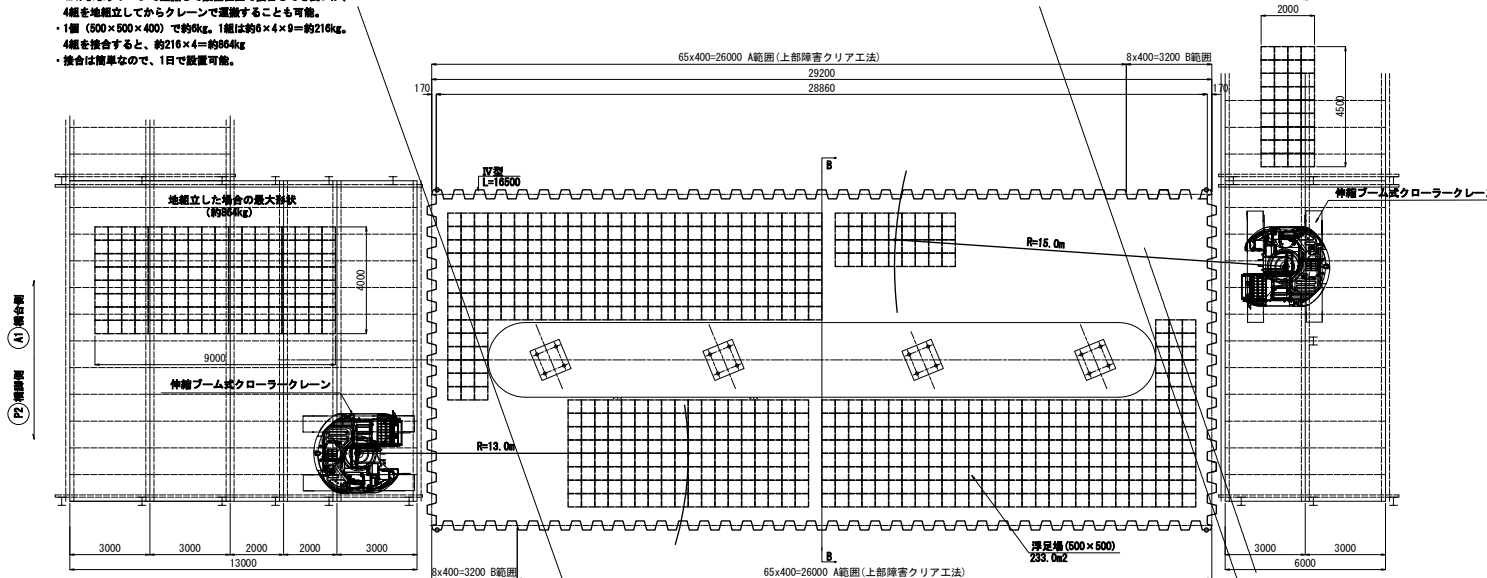 4組を地組立してからクレーンで運搬することも可能。
・1個（500×500×400）で約6kg。1組は約6×4×9＝約216kg。
4組を接合すると、約216×4＝約864kg
・接合は簡単なので、1日で設置可能。
65x400=26000 A範囲(上部障害クリア工法)
8x400=3200 B範囲
29200
170
28860
170
2000
4500
B
Ⅳ型
L=16500
地組立した場合の最大形状
(約864kg)
4000
9000
伸縮ブーム式クローラークレーン
R=15.0m
伸縮ブーム式クローラークレーン
A1 橋台側
P2 橋脚側
R=13.0m
浮足場(500×500)
233.0m2
B
3000
3000
2000
2000
3000
13000
8x400=3200 B範囲
65x400=26000 A範囲(上部障害クリア工法)
3000
3000
6000